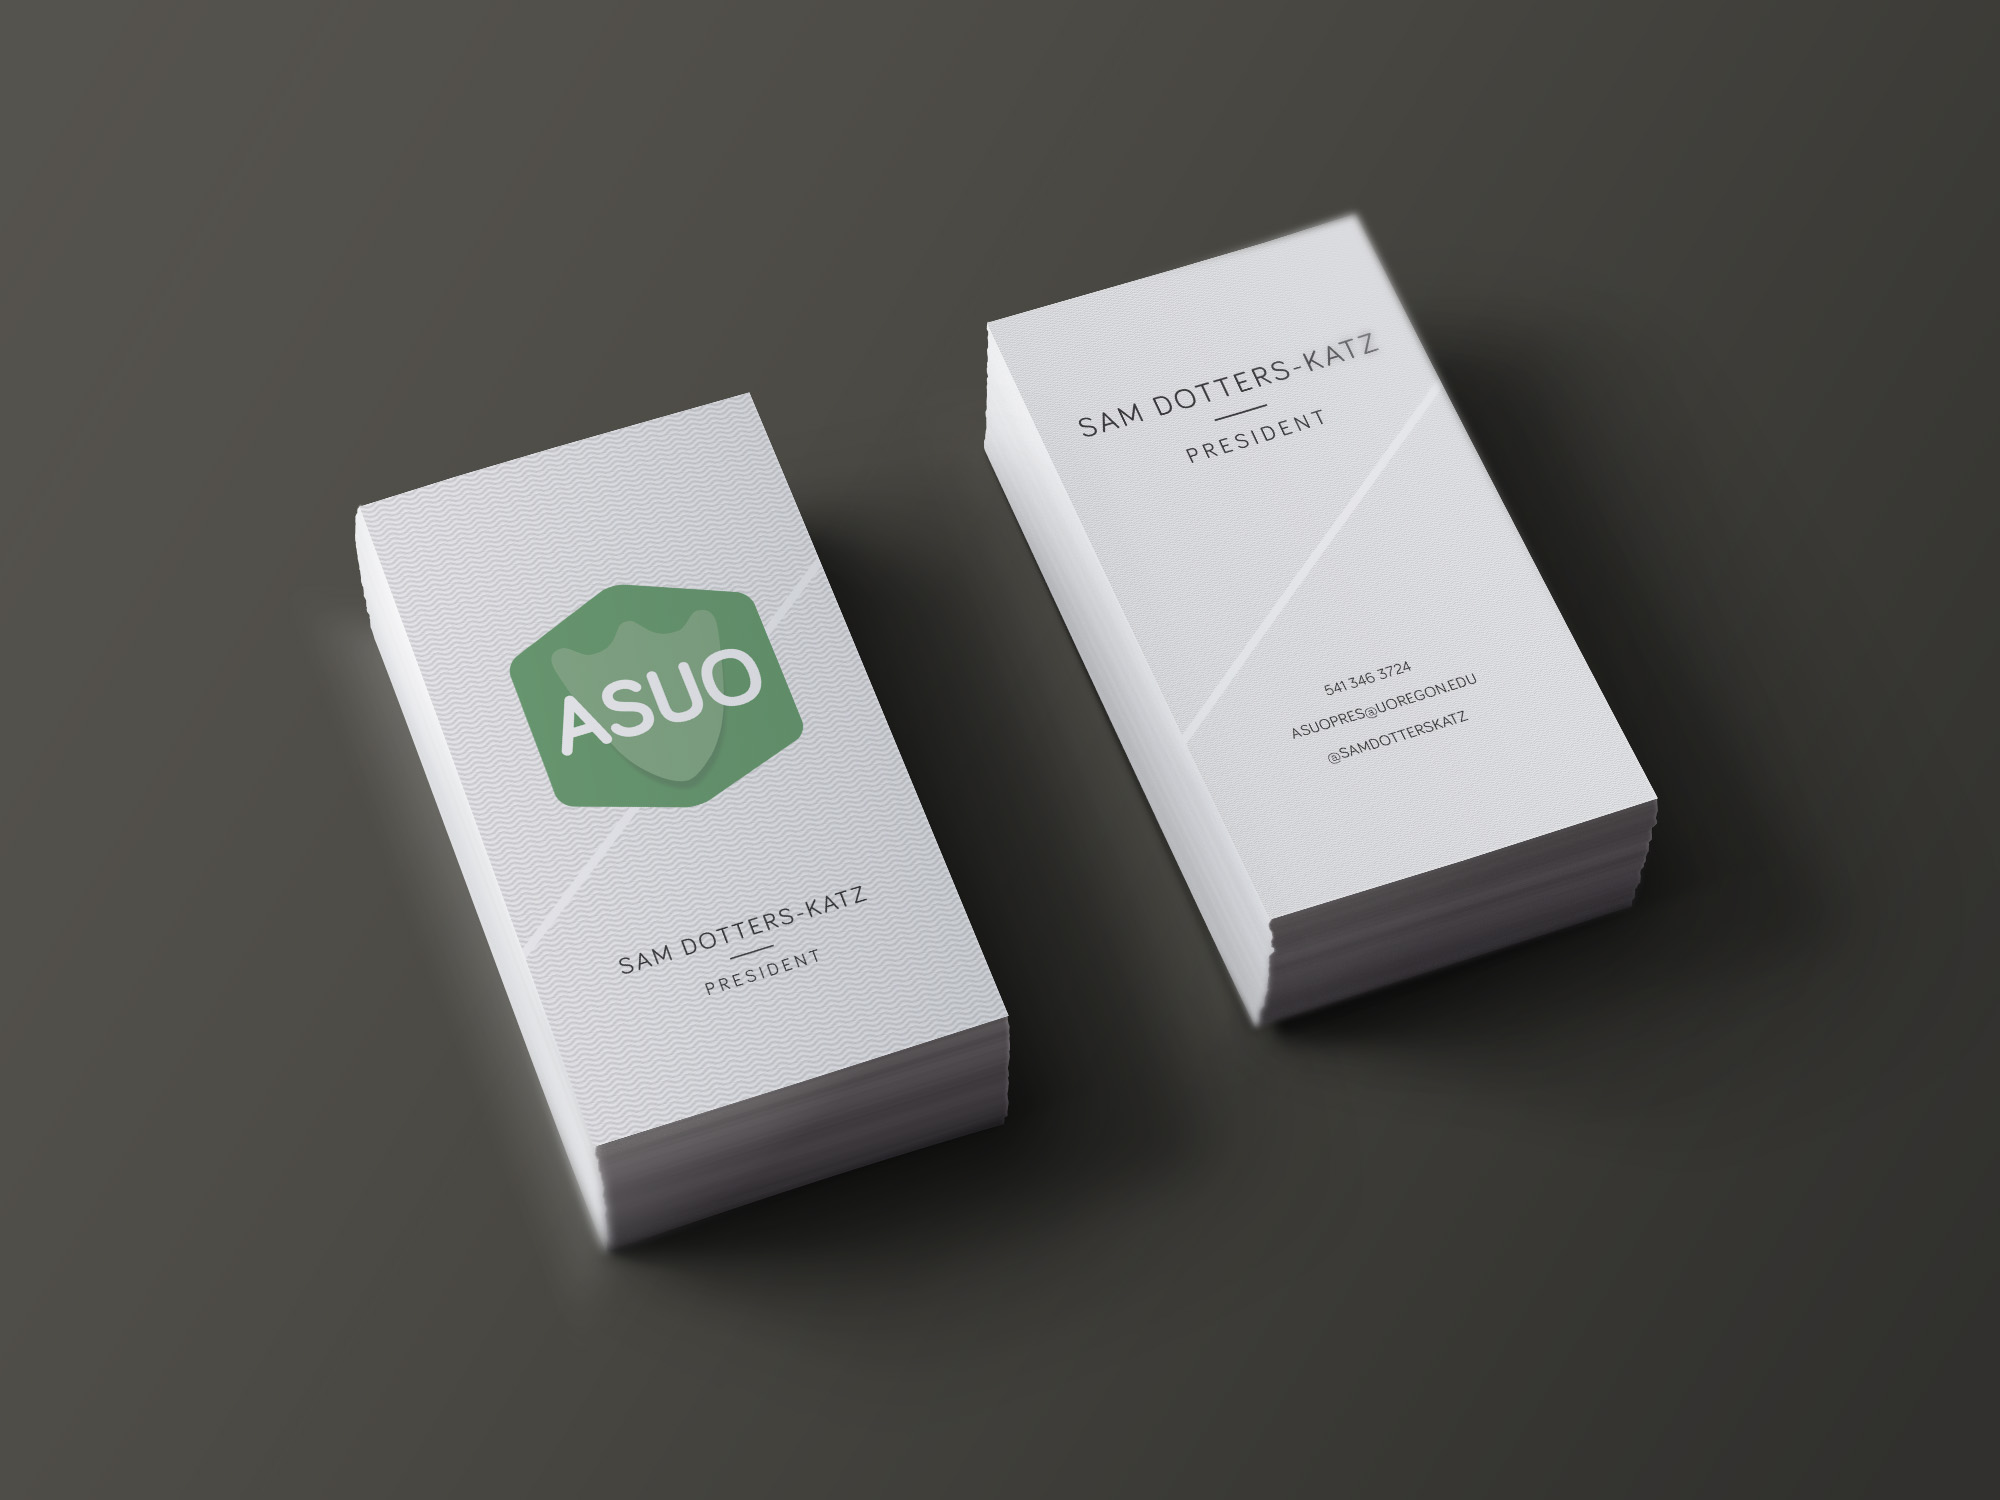 ASUO
SAM DOTTERS-KATZ
PRESIDENT
SAM DOTTERS-KATZ
PRESIDENT
541 346 3724
ASUOPRES@UOREGON.EDU
@SAMDOTTERSKATZ